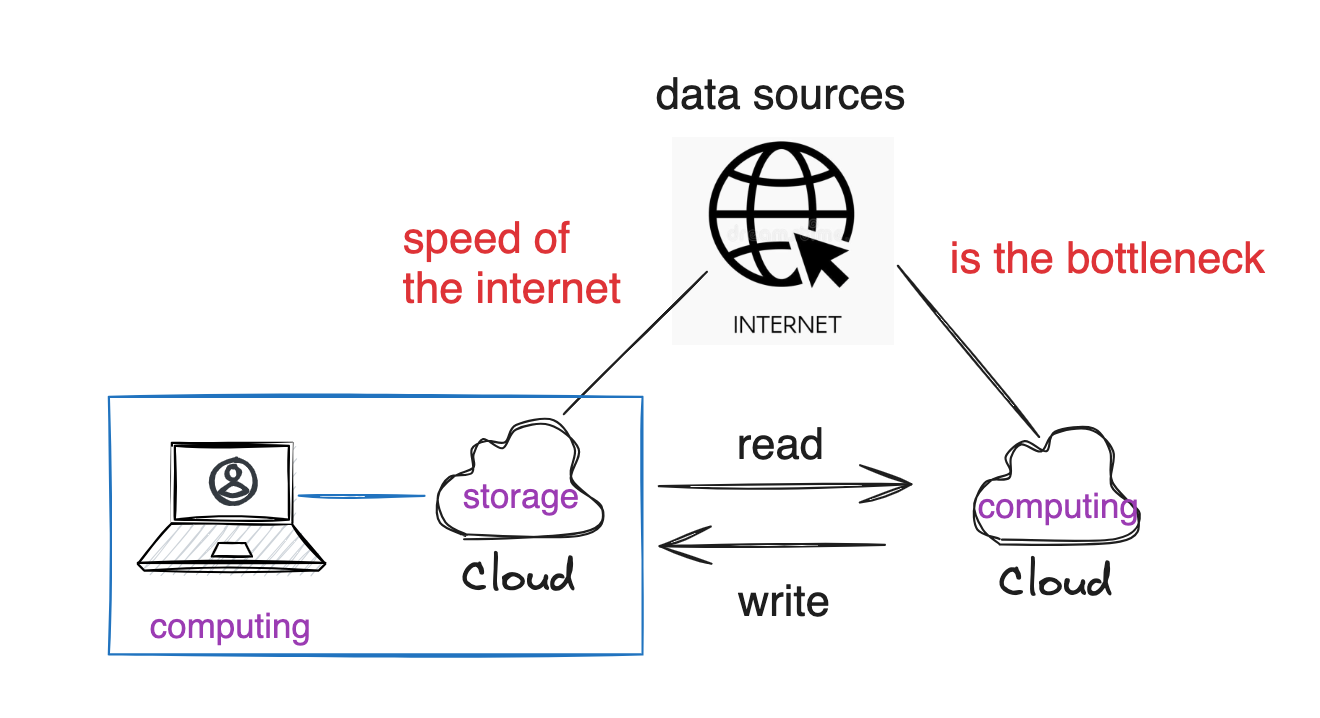 data sources
speed of
the internet
is the bottleneck
INTERNET
read
storage
computing
Cloud
Cloud
write
computing